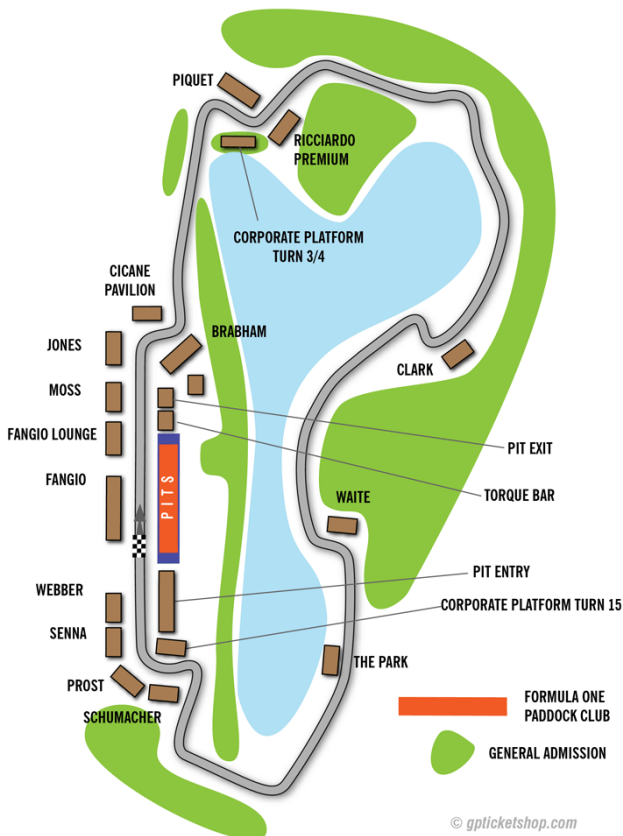 PIQUET
RICCIARDO
PREMIUM
CORPORATE PLATFORM
TURN 3/4
CICANE
PAVILION
BRABHAM
JONES
CLARK
MOSS
FANGIO LOUNGE
PIT EXIT
FANGIO
PITS
TORQUE BAR
WAITE
PIT ENTRY
WEBBER
CORPORATE PLATFORM TURN 15
SENNA
THE PARK
PROST
SCHUMACHER
FORMULA ONE
PADDOCK CLUB
GENERAL ADMISSION
© gpticketshop.com